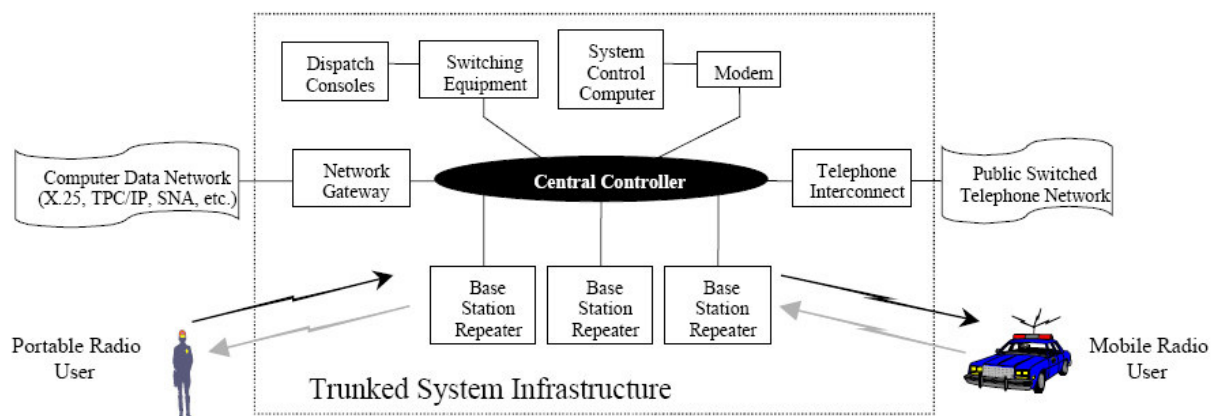 Dispatch
Consoles
Switching
Equipment
System
Control
Computer
Modem
Computer Data Network
(X.25, TPC/IP, SNA, etc.)
Network
Gateway
Central Controller
Telephone
Interconnect
Public Switched
Telephone Network
Base
Station
Repeater
Base
Station
Repeater
Base
Station
Repeater
Portable Radio
User
Mobile Radio
User
Trunked System Infrastructure